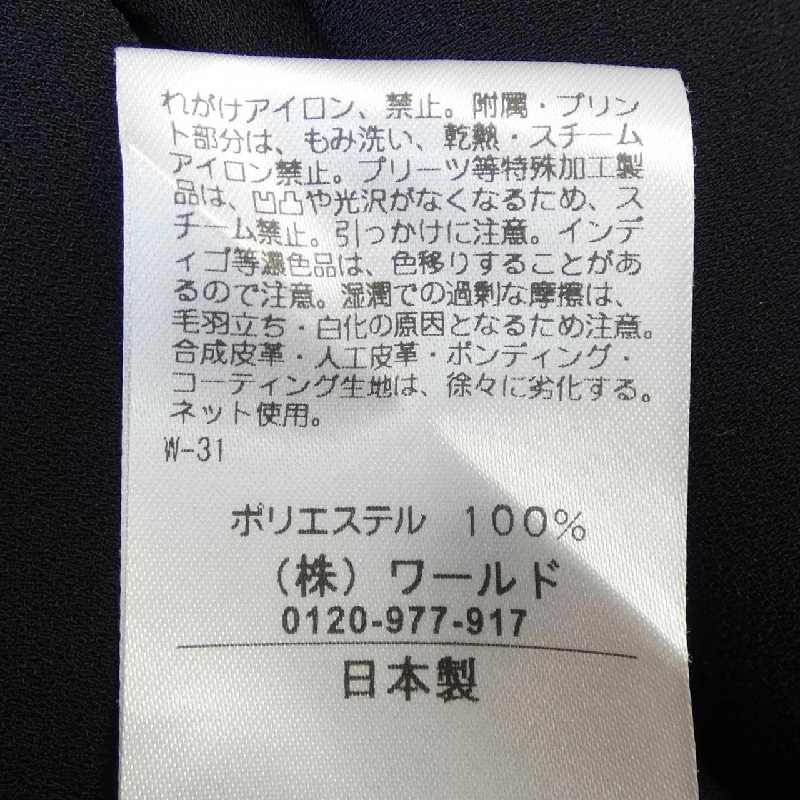 れがけアイロン、禁止。附属・プリン
ト部分は、もみ洗い、乾熱・スチーム
アイロン禁止。プリーツ等特殊加工製
品は、凹凸や光沢がなくなるため、ス
チーム禁止。引っかけに注意。インデ
ィゴ等濃色品は、色移りすることがあ
るので注意。湿潤での過剰な摩擦は、
毛羽立ち・白化の原因となるため注意。
合成皮革・人工皮革・ボンディング・
コーティング生地は、徐々に劣化する。
ネット使用。
W-31
ポリエステル 100%
（株）ワールド
0120-977-917
日本製